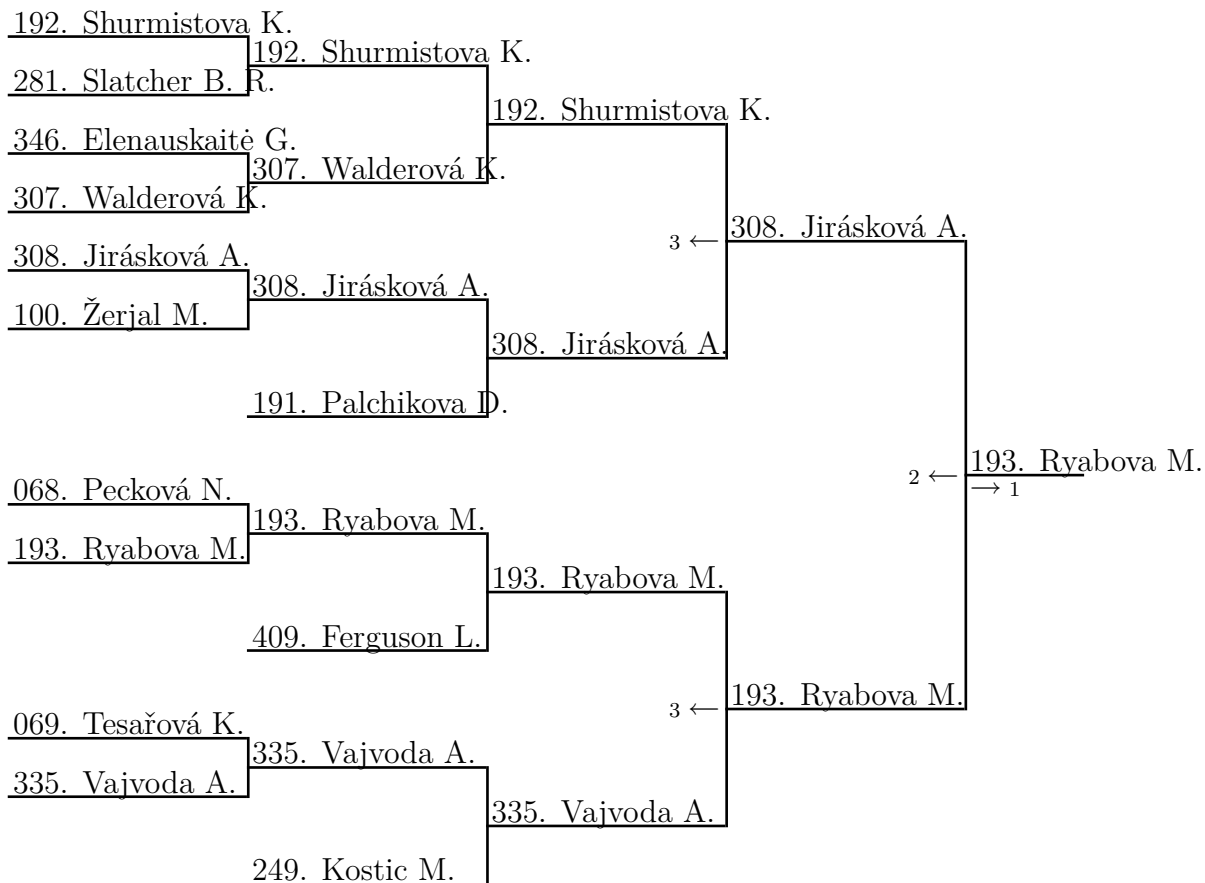 192. Shurmistova K.
281. Slatcher B. R.
346. Elenauskaitė G.
307. Walderová K.
308. Jirásková A.
100. Žerjal M.
068. Pecková N.
193. Ryabova M.
069. Tesařová K.
335. Vajvoda A.
192. Shurmistova K.
307. Walderová K.
308. Jirásková A.
191. Palchikova D.
193. Ryabova M.
409. Ferguson L.
335. Vajvoda A.
249. Kostic M.
192. Shurmistova K.
308. Jirásková A.
193. Ryabova M.
335. Vajvoda A.
3 ←
308. Jirásková A.
3 ←
193. Ryabova M.
2 ←
193. Ryabova M.
→ 1